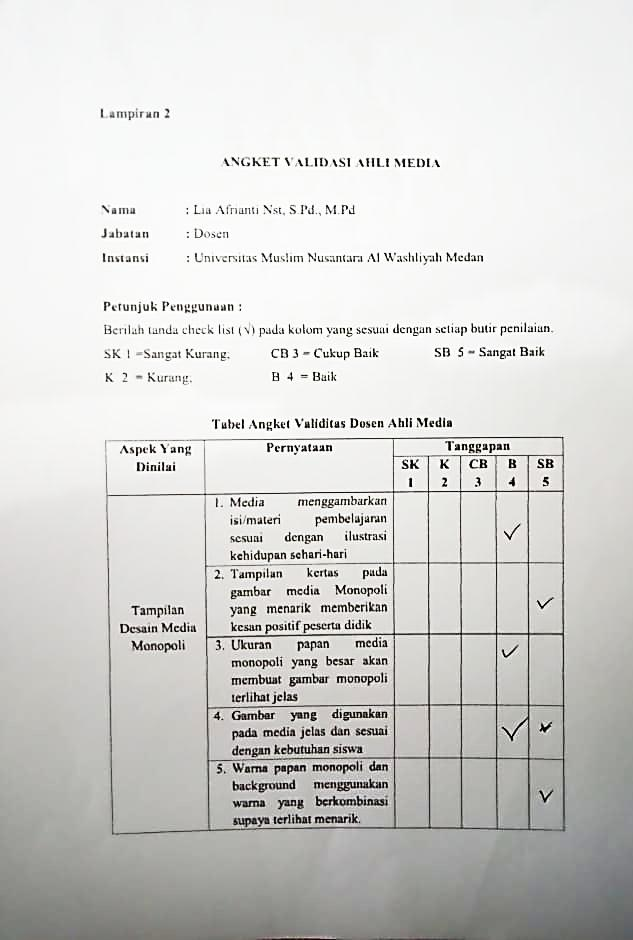 Lampiran 2
ANGKET VALIDASI AHLI MEDIA
Nama : Lia Afrianti Nst, S.Pd., M.Pd
Jabatan : Dosen
Instansi : Universitas Muslim Nusantara Al Washliyah Medan
Petunjuk Penggunaan :
Berilah tanda check list (√) pada kolom yang sesuai dengan setiap butir penilaian.
SK 1 =Sangat Kurang; CB 3 = Cukup Baik SB 5 = Sangat Baik
K 2 = Kurang; B 4 = Baik
Tabel Angket Validitas Dosen Ahli Media
Aspek Yang Dinilai Pernyataan Tanggapan
SK K CB B SB
1 2 3 4 5
Tampilan
Desain Media
Monopoli
1. Media menggambarkan
isi/materi pembelajaran
sesuai dengan ilustrasi
kehidupan sehari-hari
✓
2. Tampilan kertas pada
gambar media Monopoli
yang menarik memberikan
kesan positif peserta didik
✓
3. Ukuran papan media
monopoli yang besar akan
membuat gambar monopoli
terlihat jelas
✓
4. Gambar yang digunakan
pada media jelas dan sesuai
dengan kebutuhan siswa
✓
5. Warna papan monopoli dan
background menggunakan
warna yang berkombinasi
supaya terlihat menarik.
✓